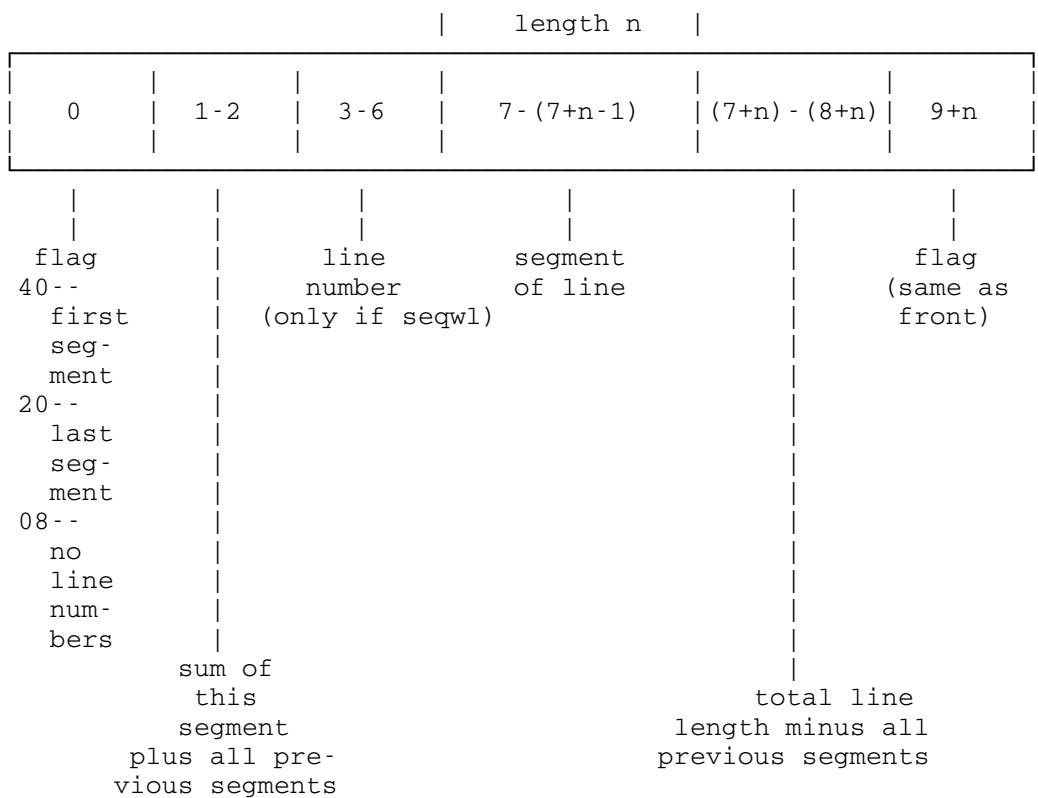 length n
0 1-2 3-6 7-(7+n-1) (7+n)-(8+n) 9+n
flag line segment flag
40-- number of line (same as
first (only if seqwl) front)
seg-
ment
20--
last
seg-
ment
08--
no
line
num-
bers
sum of
this total line
segment length minus all
plus all pre- previous segments
vious segments